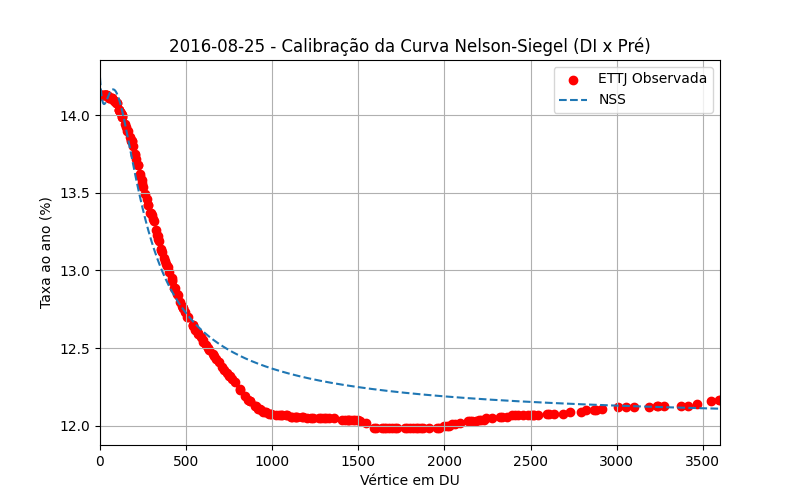 2016-08-25 - Calibração da Curva Nelson-Siegel (DI x Pré)
ETTJ Observada
NSS
Taxa ao ano (%)
14.0
13.5
13.0
12.5
12.0
0 500 1000 1500 2000 2500 3000 3500
Vértice em DU